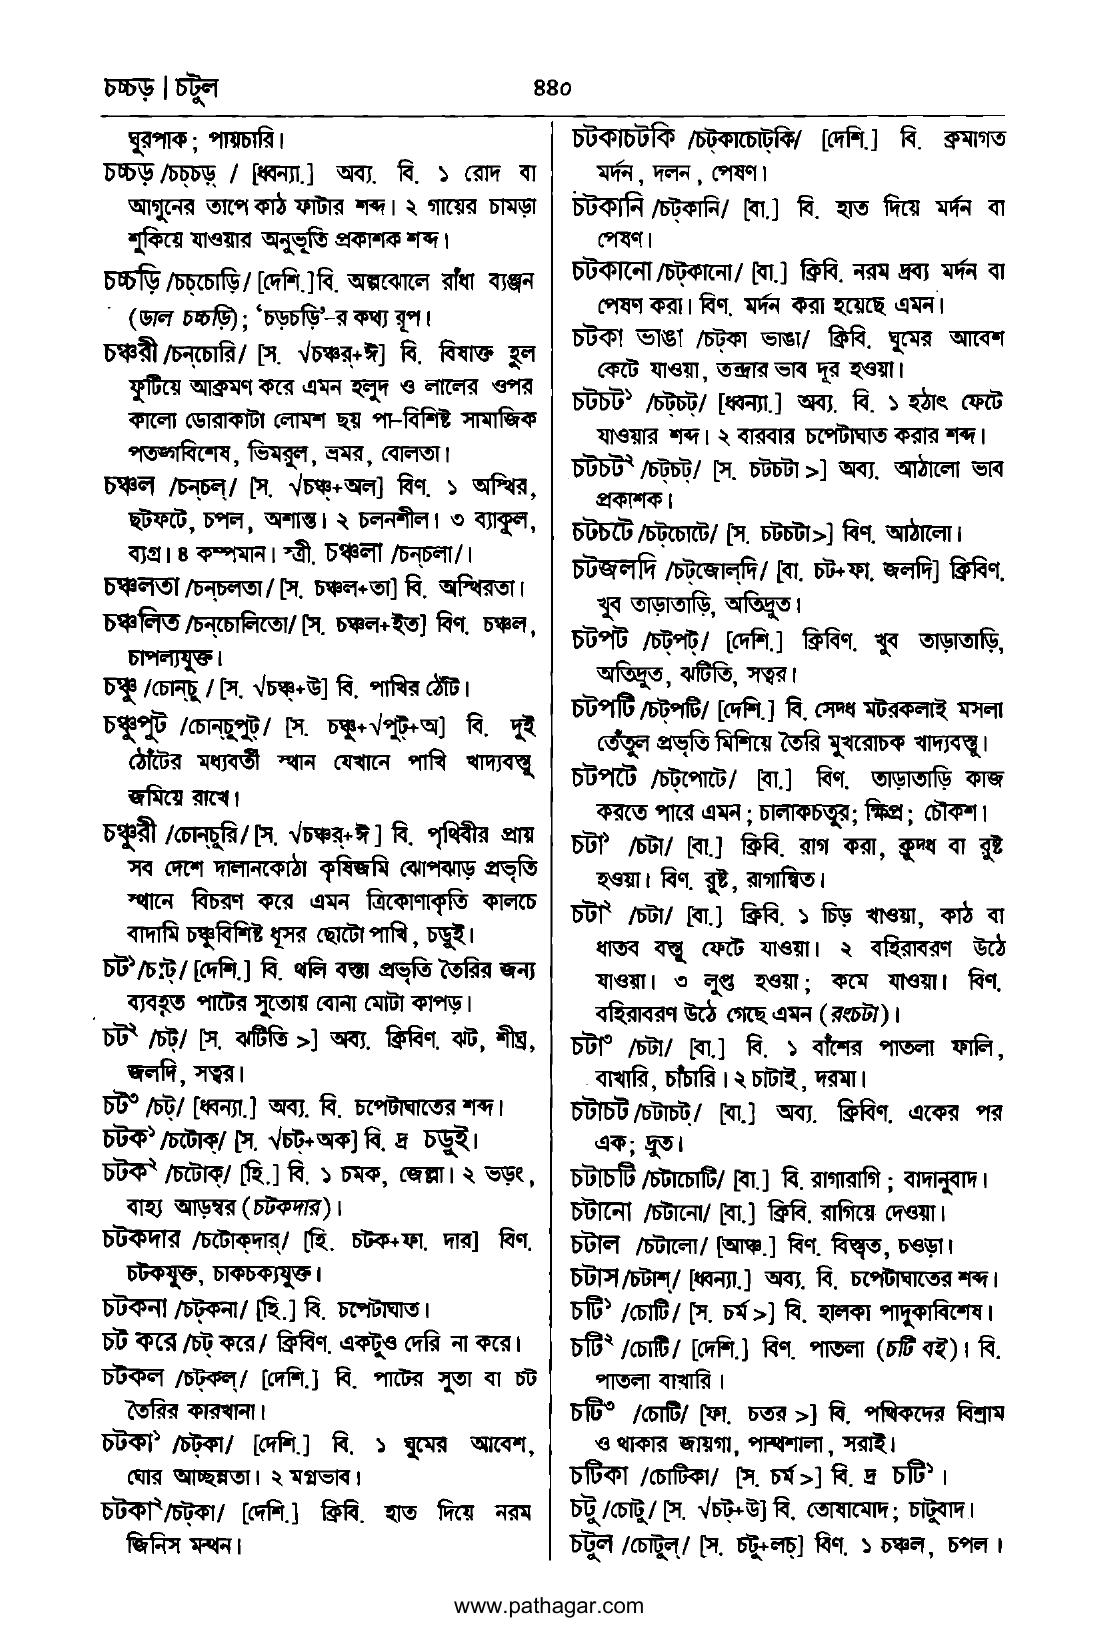 চচ্চড় | চটুল
৪৪০
ঘুরপাক ; পায়চারি।
চচ্চড় /চচ্‌চড়্‌ / [ধ্বন্যা.] অব্য. বি. ১ রোদ বা
আগুনের তাপে কাঠ ফাটার শব্দ। ২ গায়ের চামড়া
শুকিয়ে যাওয়ার অনুভূতি প্রকাশক শব্দ।
চচ্চড়ি /চচ্‌চোড়ি/ [দেশি.]বি. অল্পঝোলে রাঁধা ব্যঞ্জন
(ডাল চচ্চড়ি); ‘চড়চড়ি’-র কথ্য রূপ।
চঞ্চরী /চন্‌চোরি/ [স. √চঞ্চর্‌+ঈ] বি. বিষাক্ত হুল
ফুটিয়ে আক্রমণ করে এমন হলুদ ও লালের ওপর
কালো ডোরাকাটা লোমশ ছয় পা-বিশিষ্ট সামাজিক
পতঙ্গবিশেষ, ভিমরুল, ভ্রমর, বোলতা।
চঞ্চল /চন্‌চল্‌/ [স. √চঞ্চ্‌+অল] বিণ. ১ অস্থির,
ছটফটে, চপল, অশান্ত। ২ চলনশীল। ৩ ব্যাকুল,
ব্যগ্র। ৪ কম্পমান। স্ত্রী. চঞ্চলা /চন্‌চলা/।
চঞ্চলতা /চন্‌চলতা/ [স. চঞ্চল+তা] বি. অস্থিরতা।
চঞ্চলিত /চন্‌চোলিতো/ [স. চঞ্চল+ইত] বিণ. চঞ্চল,
চাপল্যযুক্ত।
চঞ্চু /চোন্‌চু / [স. √চঞ্চ্‌+উ] বি. পাখির ঠোঁট।
চঞ্চুপুট /চোন্‌চুপুট্‌/ [স. চঞ্চু+√পুট্‌+অ] বি. দুই
ঠোঁটের মধ্যবর্তী স্থান যেখানে পাখি খাদ্যবস্তু
জমিয়ে রাখে।
চঞ্চুরী /চোন্‌চুরি/ [স. √চঞ্চর্‌+ঈ ] বি. পৃথিবীর প্রায়
সব দেশে দালানকোঠা কৃষিজমি ঝোপঝাড় প্রভৃতি
স্থানে বিচরণ করে এমন ত্রিকোণাকৃতি কালচে
বাদামি চঞ্চুবিশিষ্ট ধূসর ছোটো পাখি, চড়ুই।
চট১ /চ:ট্‌/ [দেশি.] বি. থলি বস্তা প্রভৃতি তৈরির জন্য
ব্যবহৃত পাটের সুতোয় বোনা মোটা কাপড়।
চট২ /চট্‌/ [স. ঝটিতি >] অব্য. ক্রিবিণ. ঝট, শীঘ্র,
জলদি, সত্বর।
চট৩ /চট্‌/ [ধ্বন্যা.] অব্য. বি. চপেটাঘাতের শব্দ।
চটক১ /চটোক্‌/ [স. √চট্‌+অক] বি. দ্র চড়ুই।
চটক২ /চটোক্‌/ [হি.] বি. ১ চমক, জেল্লা। ২ ভড়ং,
বাহ্য আড়ম্বর (চটকদার)।
চটকদার /চটোক্‌দার্‌/ [হি. চটক+ফা. দার] বিণ.
চটকযুক্ত, চাকচক্যযুক্ত।
চটকনা /চট্‌কনা/ [হি.] বি. চপেটাঘাত।
চট করে /চট্‌ করে/ ক্রিবিণ. একটুও দেরি না করে।
চটকল /চট্‌কল্‌/ [দেশি.] বি. পাটের সুতা বা চট
তৈরির কারখানা।
চটকা১ /চট্‌কা/ [দেশি.] বি. ১ ঘুমের আবেশ,
ঘোর আচ্ছন্নতা। ২ মগ্নভাব।
চটকা২ /চট্‌কা/ [দেশি.] ক্রিবি. হাত দিয়ে নরম
জিনিস মন্থন।
চটকাচটকি /চট্‌কাচোট্‌কি/ [দেশি.] বি. ক্রমাগত
মর্দন, দলন, পেষণ।
চটকানি /চট্‌কানি/ [বা.] বি. হাত দিয়ে মর্দন বা
পেষণ।
চটকানো /চট্‌কানো/ [বা.] ক্রিবি. নরম দ্রব্য মর্দন বা
পেষণ করা। বিণ. মর্দন করা হয়েছে এমন।
চটকা ভাঙা /চট্‌কা ভাঙা/ ক্রিবি. ঘুমের আবেশ
কেটে যাওয়া, তন্দ্রার ভাব দূর হওয়া।
চটচট১ /চট্‌চট্‌/ [ধ্বন্যা.] অব্য. বি. ১ হঠাৎ ফেটে
যাওয়ার শব্দ। ২ বারবার চপেটাঘাত করার শব্দ।
চটচট২ /চট্‌চট্‌/ [স. চটচটা >] অব্য. আঠালো ভাব
প্রকাশক।
চটচটে /চট্‌চোটে/ [স. চটচটা>] বিণ. আঠালো।
চটজলদি /চট্‌জোল্‌দি/ [বা. চট+ফা. জলদি] ক্রিবিণ.
খুব তাড়াতাড়ি, অতিদ্রুত।
চটপট /চট্‌পট্‌/ [দেশি.] ক্রিবিণ. খুব তাড়াতাড়ি,
অতিদ্রুত, ঝটিতি, সত্বর।
চটপটি /চট্‌পটি/ [দেশি.] বি. সেদ্ধ মটরকলাই মসলা
তেঁতুল প্রভৃতি মিশিয়ে তৈরি মুখরোচক খাদ্যবস্তু।
চটপটে /চট্‌পোটে/ [বা.] বিণ. তাড়াতাড়ি কাজ
করতে পারে এমন ; চালাকচতুর; ক্ষিপ্র ; চৌকশ।
চটা১ /চটা/ [বা.] ক্রিবি. রাগ করা, ক্রুদ্ধ বা রুষ্ট
হওয়া। বিণ. রুষ্ট, রাগান্বিত।
চটা২ /চটা/ [বা.] ক্রিবি. ১ চিড় খাওয়া, কাঠ বা
ধাতব বস্তু ফেটে যাওয়া। ২ বহিরাবরণ উঠে
যাওয়া। ৩ লুপ্ত হওয়া ; কমে যাওয়া। বিণ.
বহিরাবরণ উঠে গেছে এমন (রংচটা)।
চটা৩ /চটা/ [বা.] বি. ১ বাঁশের পাতলা ফালি,
বাখারি, চাঁচারি। ২ চাটাই, দরমা।
চটাচট /চটাচট্‌/ [বা.] অব্য. ক্রিবিণ. একের পর
এক; দ্রুত।
চটাচটি /চটাচোটি/ [বা.] বি. রাগারাগি ; বাদানুবাদ।
চটানো /চটানো/ [বা.] ক্রিবি. রাগিয়ে দেওয়া।
চটাল /চটালো/ [আঞ্চ.] বিণ. বিস্তৃত, চওড়া।
চটাস /চটাশ্‌/ [ধ্বন্যা.] অব্য. বি. চপেটাঘাতের শব্দ।
চটি১ /চোটি/ [স. চর্ম >] বি. হালকা পাদুকাবিশেষ।
চটি২ /চোটি/ [দেশি.] বিণ. পাতলা (চটি বই)। বি.
পাতলা বাখারি।
চটি৩ /চোটি/ [ফা. চতর >] বি. পথিকদের বিশ্রাম
ও থাকার জায়গা, পান্থশালা, সরাই।
চটিকা /চোটিকা/ [স. চর্ম >] বি. দ্র চটি১ ।
চটু /চোটু/ [স. √চট্‌+উ] বি. তোষামোদ ; চাটুবাদ।
চটুল /চোটুল্‌/ [স. চটু+লচ্‌] বিণ. ১ চঞ্চল, চপল ।
www.pathagar.com